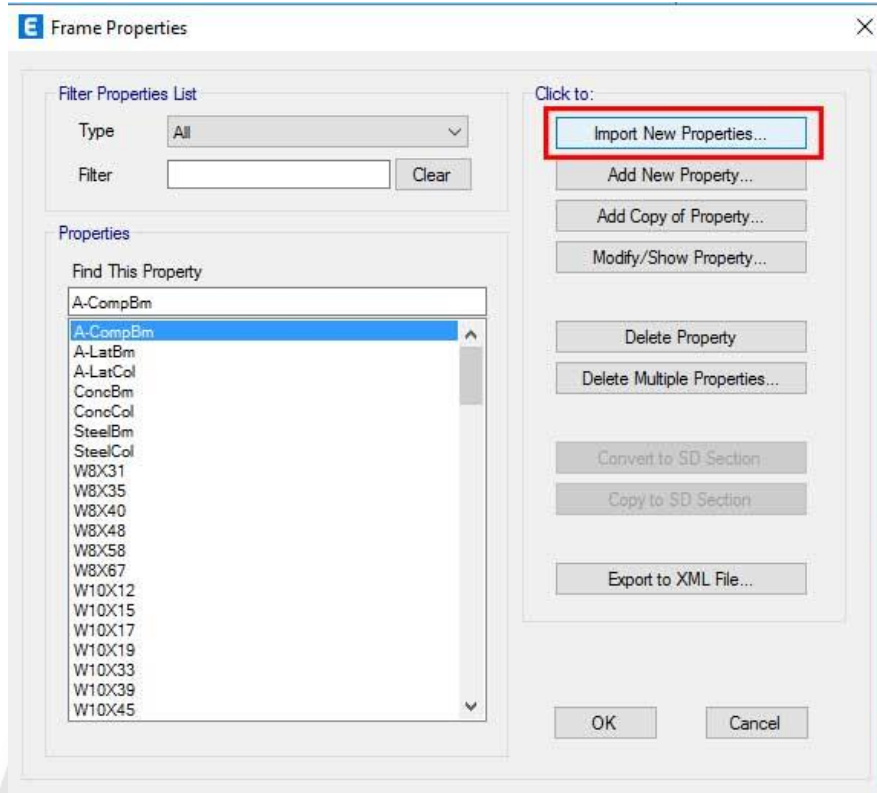 E Frame Properties
Filter Properties List
Type All
Filter Clear
Properties
Find This Property
A-CompBm
A-CompBm
A-LatBm
A-LatCol
ConcBm
ConcCol
SteelBm
SteelCol
W8X31
W8X35
W8X40
W8X48
W8X58
W8X67
W10X12
W10X15
W10X17
W10X19
W10X33
W10X39
W10X45
Click to:
Import New Properties...
Add New Property...
Add Copy of Property...
Modify/Show Property...
Delete Property
Delete Multiple Properties...
Convert to SD Section
Copy to SD Section
Export to XML File...
OK Cancel